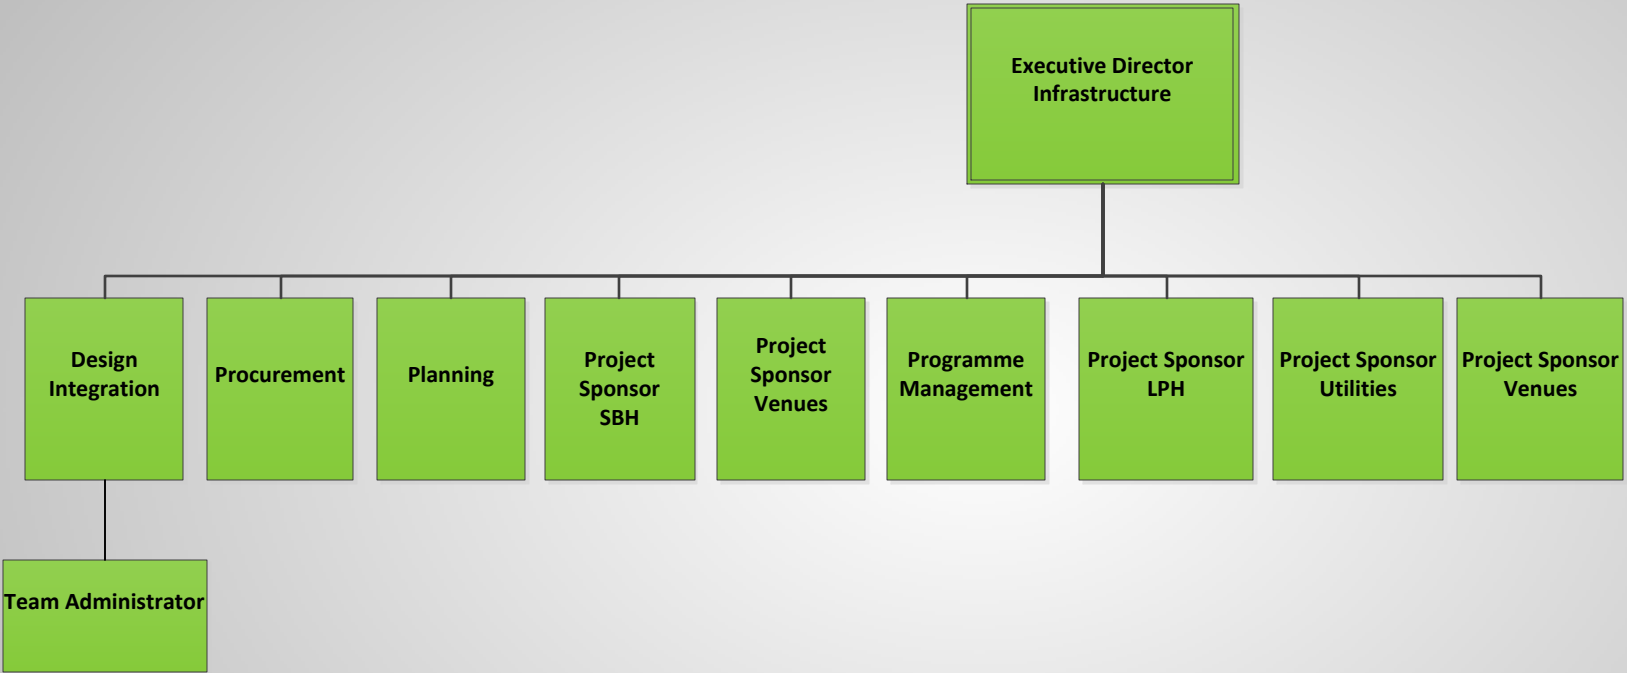 Executive Director
Infrastructure
Design
Integration
Procurement
Planning
Project
Sponsor
SBH
Project
Sponsor
Venues
Programme
Management
Project Sponsor
LPH
Project Sponsor
Utilities
Project Sponsor
Venues
Team Administrator